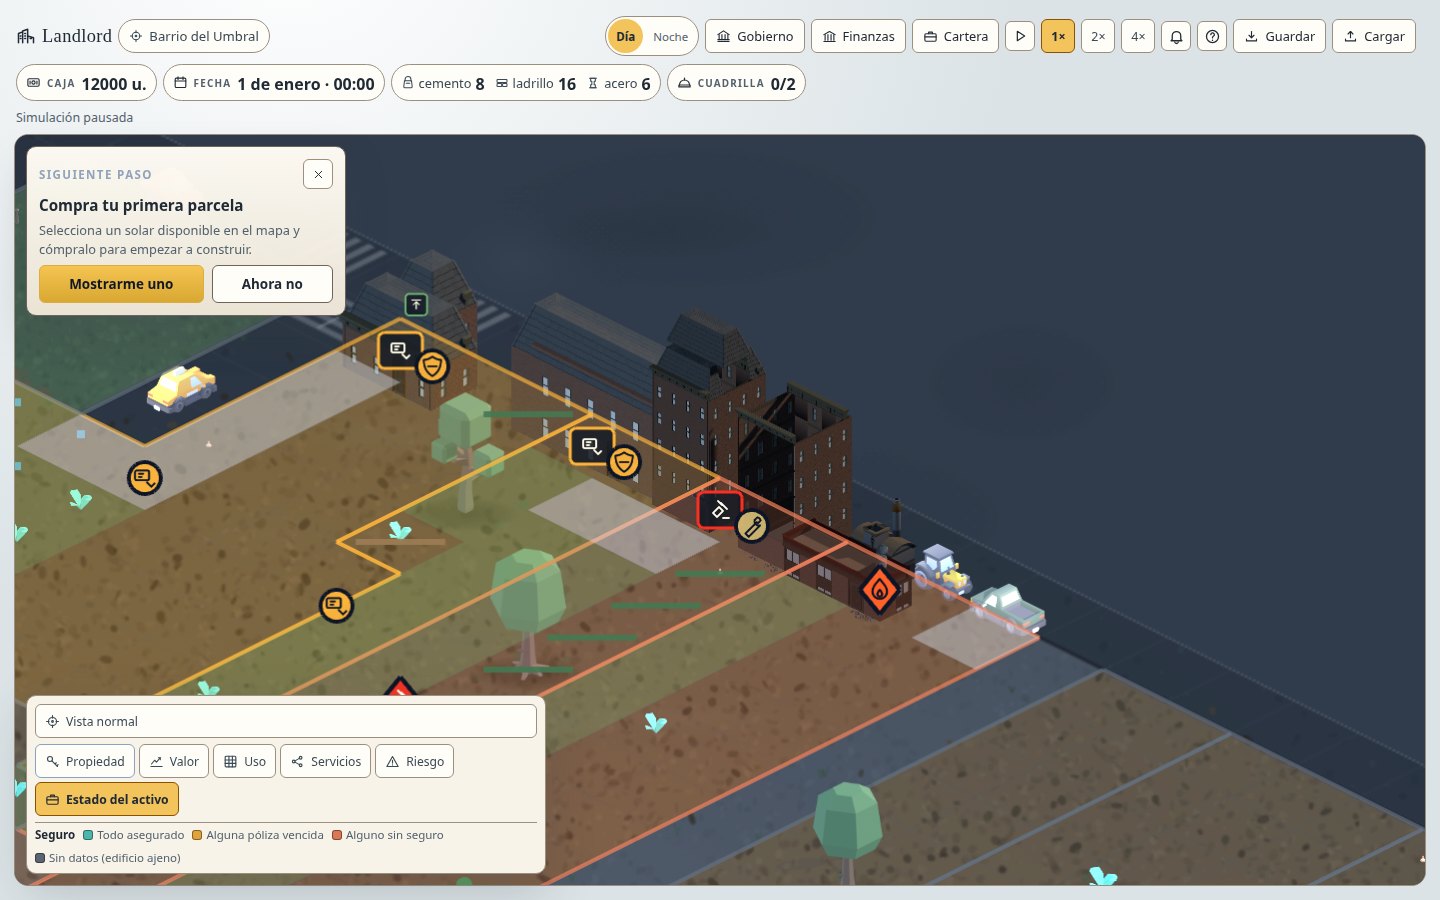 Landlord
Barrio del Umbral
Día
Noche
Gobierno
Finanzas
Cartera
1×
2×
4×
Guardar
Cargar
CAJA 12000 u.
FECHA 1 de enero · 00:00
cemento 8 ladrillo 16 acero 6
CUADRILLA 0/2
Simulación pausada
SIGUIENTE PASO
Compra tu primera parcela
Selecciona un solar disponible en el mapa y
cómpralo para empezar a construir.
Mostrarme uno
Ahora no
Vista normal
Propiedad
Valor
Uso
Servicios
Riesgo
Estado del activo
Seguro Todo asegurado Alguna póliza vencida Alguno sin seguro
Sin datos (edificio ajeno)